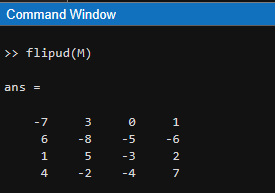 Command Window
>> flipud(M)
ans =
-7 3 0 1
6 -8 -5 -6
1 5 -3 2
4 -2 -4 7